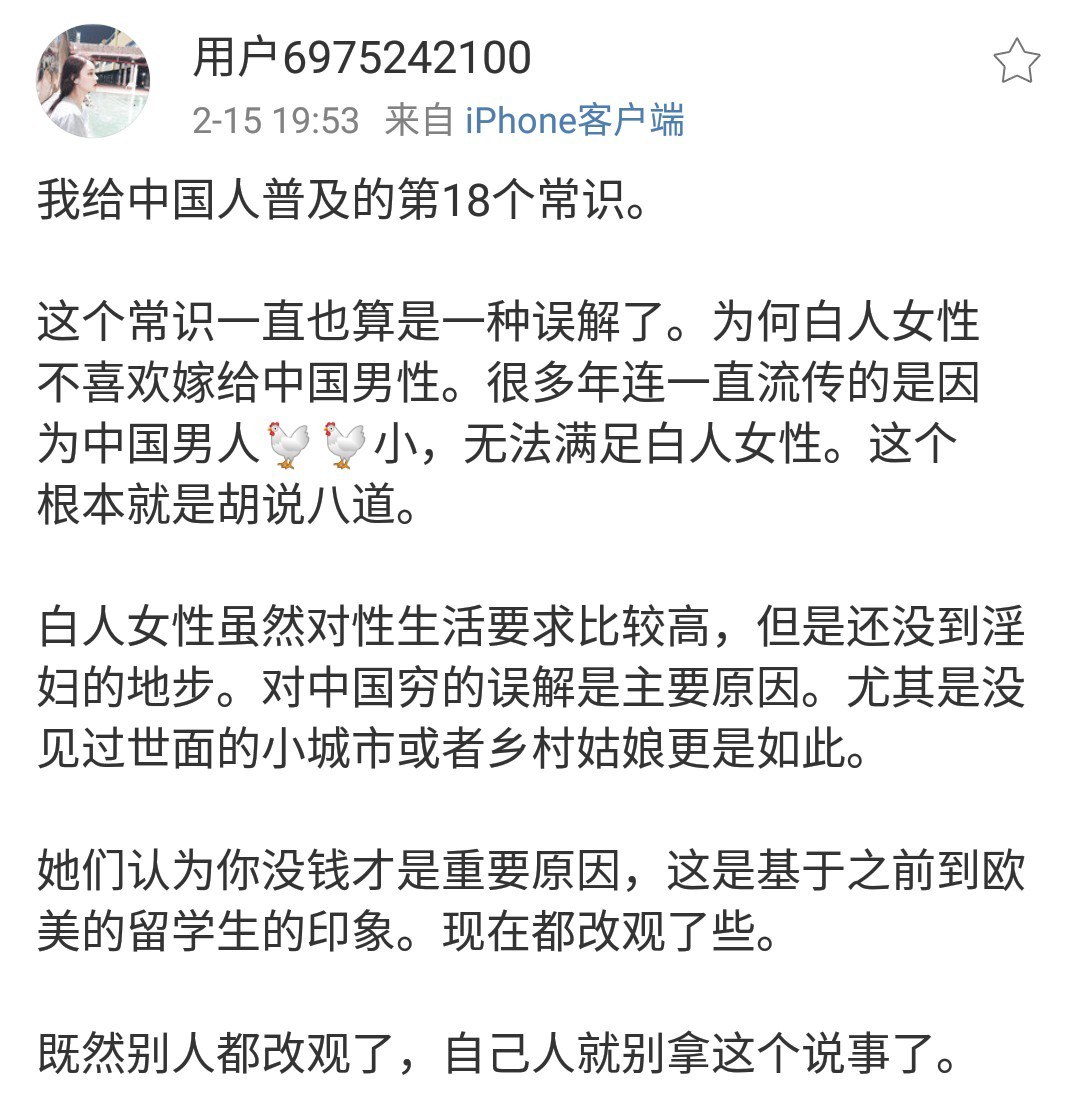 用户6975242100
2-15 19:53 来自 iPhone客户端
我给中国人普及的第18个常识。
这个常识一直也算是一种误解了。为何白人女性
不喜欢嫁给中国男性。很多年连一直流传的是因
为中国男人🐓🐓小，无法满足白人女性。这个
根本就是胡说八道。
白人女性虽然对性生活要求比较高，但是还没到淫
妇的地步。对中国穷的误解是主要原因。尤其是没
见过世面的小城市或者乡村姑娘更是如此。
她们认为你没钱才是重要原因，这是基于之前到欧
美的留学生的印象。现在都改观了些。
既然别人都改观了，自己人就别拿这个说事了。